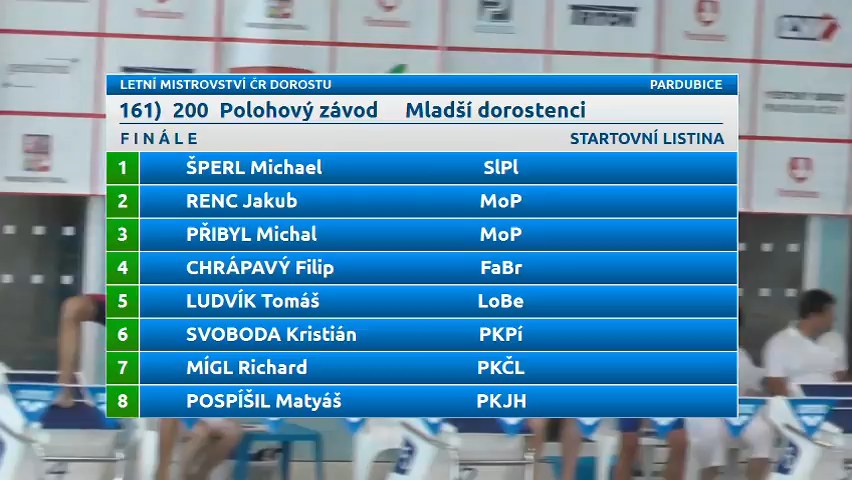 LETNÍ MISTROVSTVÍ ČR DOROSTU PARDUBICE
161) 200 Polohový závod Mladší dorostenci
FINÁLE STARTOVNÍ LISTINA
1 ŠPERL Michael SlPl
2 RENC Jakub MoP
3 PŘIBYL Michal MoP
4 CHRÁPAVÝ Filip FaBr
5 LUDVÍK Tomáš LoBe
6 SVOBODA Kristián PKPí
7 MÍGL Richard PKČL
8 POSPÍŠIL Matyáš PKJH